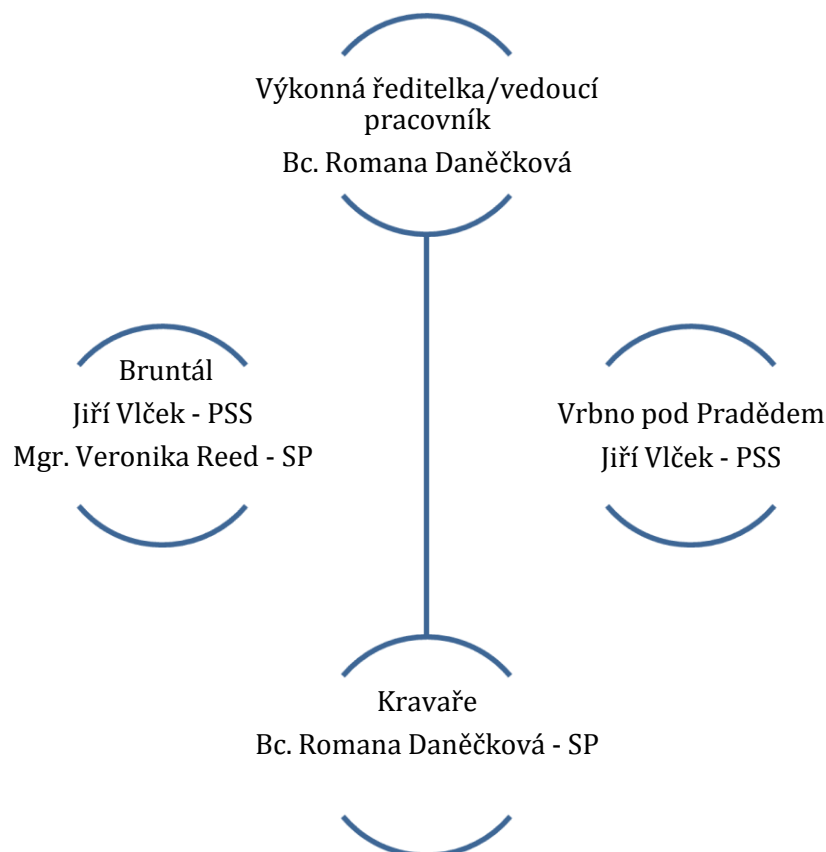 Výkonná ředitelka/vedoucí
pracovník
Bc. Romana Daněčková
Bruntál
Jiří Vlček - PSS
Mgr. Veronika Reed - SP
Vrbno pod Pradědem
Jiří Vlček - PSS
Kravaře
Bc. Romana Daněčková - SP